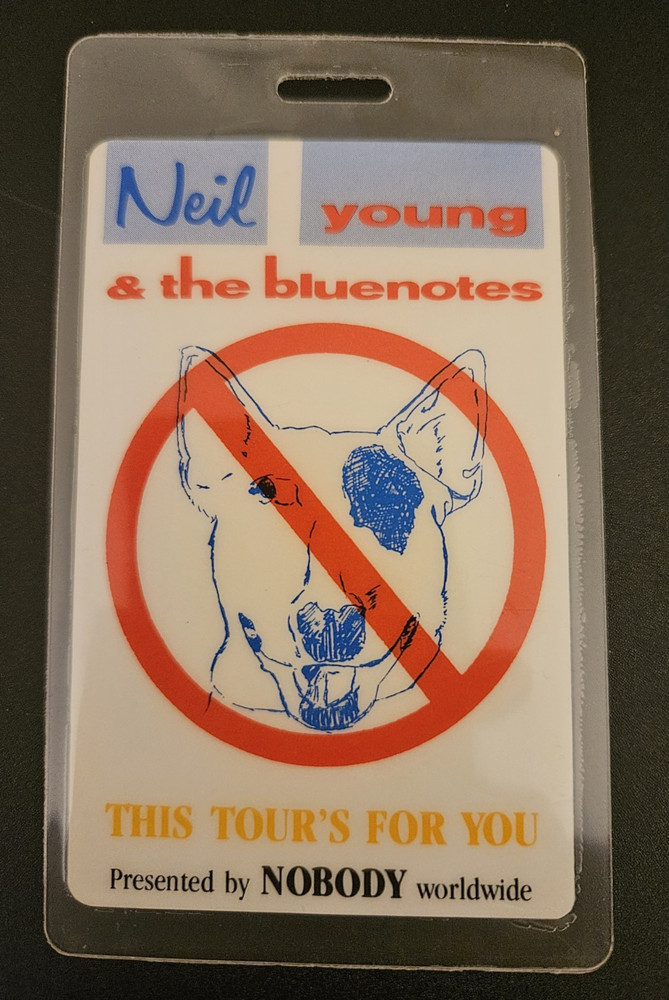 Neil young
& the bluenotes
THIS TOUR'S FOR YOU
Presented by NOBODY worldwide